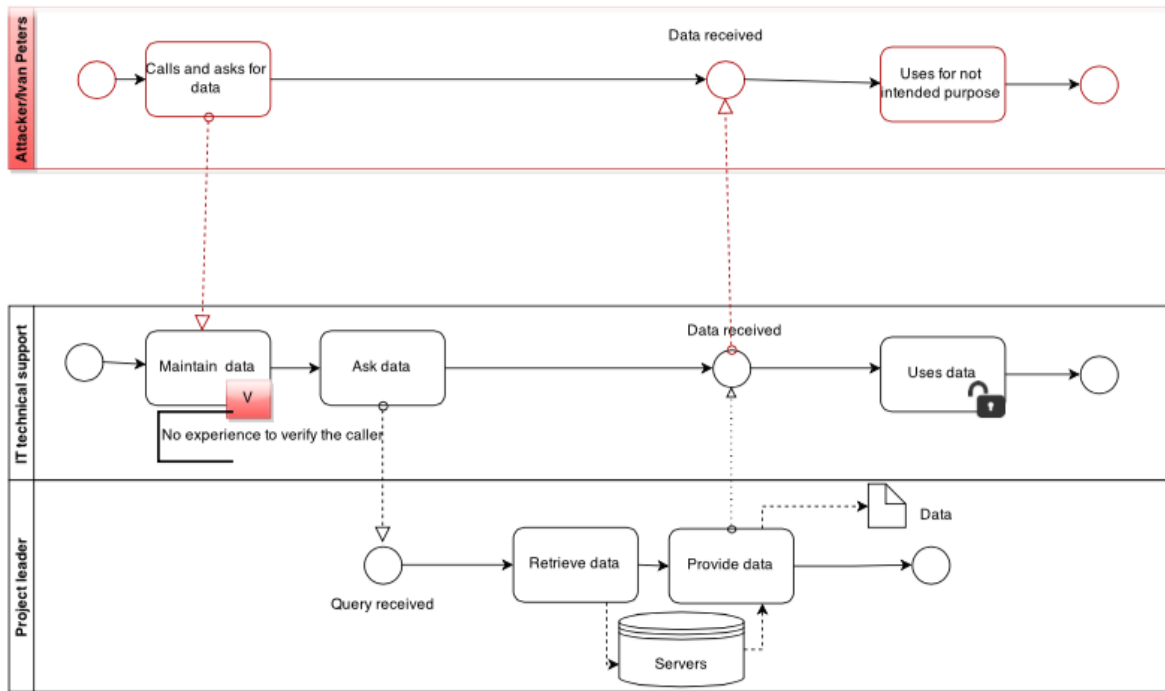 Attacker/Ivan Peters
Calls and asks for
data
Data received
Uses for not
intended purpose
IT technical support
Maintain data
V
No experience to verify the caller
Ask data
Data received
Uses data
Project leader
Query received
Retrieve data
Provide data
Servers
Data